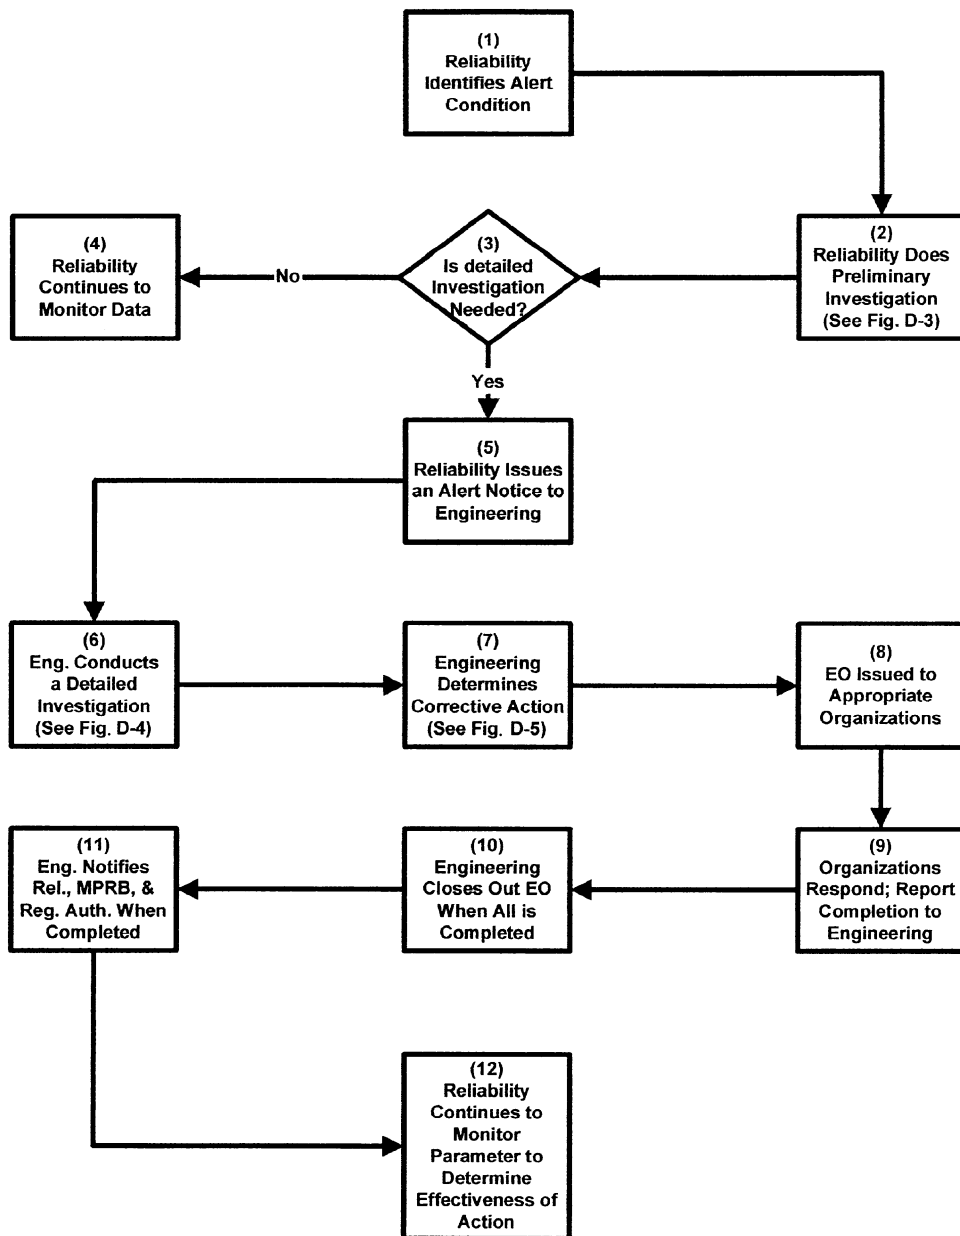 (1)
Reliability
Identifies Alert
Condition
(2)
Reliability Does
Preliminary
Investigation
(See Fig. D-3)
(3)
Is detailed
Investigation
Needed?
No
(4)
Reliability
Continues to
Monitor Data
Yes
(5)
Reliability Issues
an Alert Notice to
Engineering
(6)
Eng. Conducts
a Detailed
Investigation
(See Fig. D-4)
(7)
Engineering
Determines
Corrective Action
(See Fig. D-5)
(8)
EO Issued to
Appropriate
Organizations
(9)
Organizations
Respond; Report
Completion to
Engineering
(10)
Engineering
Closes Out EO
When All is
Completed
(11)
Eng. Notifies
Rel., MPRB, &
Reg. Auth. When
Completed
(12)
Reliability
Continues to
Monitor
Parameter to
Determine
Effectiveness of
Action